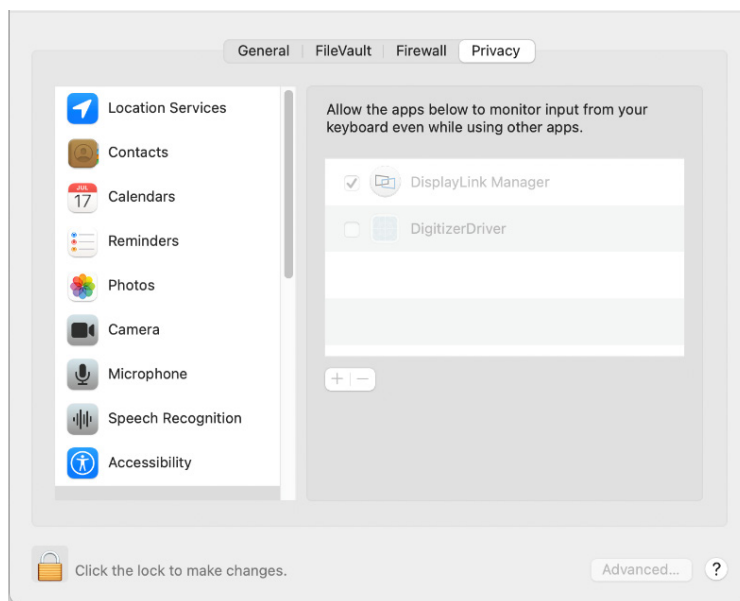 General
FileVault
Firewall
Privacy
Location Services
Contacts
JUL
17
Calendars
Reminders
Photos
Camera
Microphone
Speech Recognition
Accessibility
Allow the apps below to monitor input from your
keyboard even while using other apps.
DisplayLink Manager
DigitizerDriver
+ −
Click the lock to make changes.
Advanced...
?